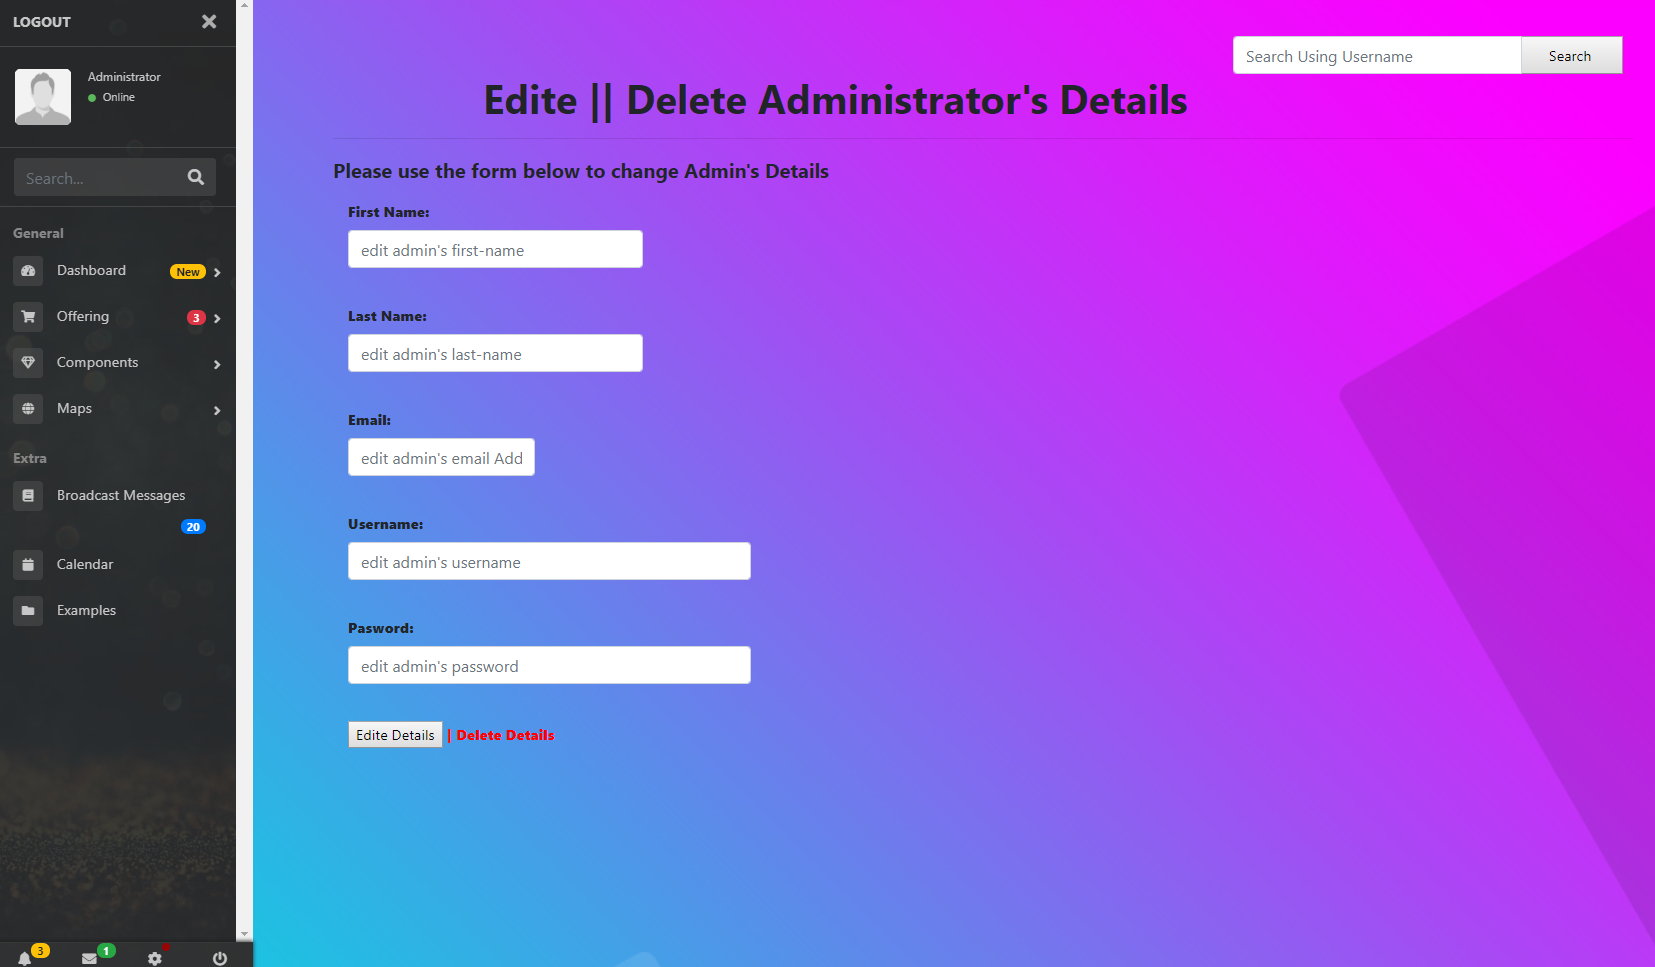 LOGOUT
Administrator
Online
Search...
General
Dashboard New
Offering 3
Components
Maps
Extra
Broadcast Messages
20
Calendar
Examples
3 1
Search Using Username Search
Edite || Delete Administrator's Details
Please use the form below to change Admin's Details
First Name:
edit admin's first-name
Last Name:
edit admin's last-name
Email:
edit admin's email Add
Username:
edit admin's username
Pasword:
edit admin's password
Edite Details | Delete Details